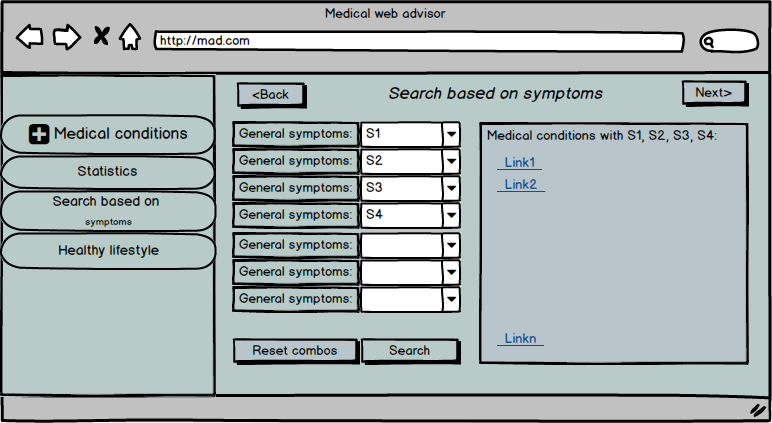 Medical web advisor
http://mad.com
<Back
Search based on symptoms
Next>
Medical conditions
Statistics
Search based on
symptoms
Healthy lifestyle
General symptoms: S1
General symptoms: S2
General symptoms: S3
General symptoms: S4
General symptoms:
General symptoms:
General symptoms:
Reset combos
Search
Medical conditions with S1, S2, S3, S4:
Link1
Link2
Linkn